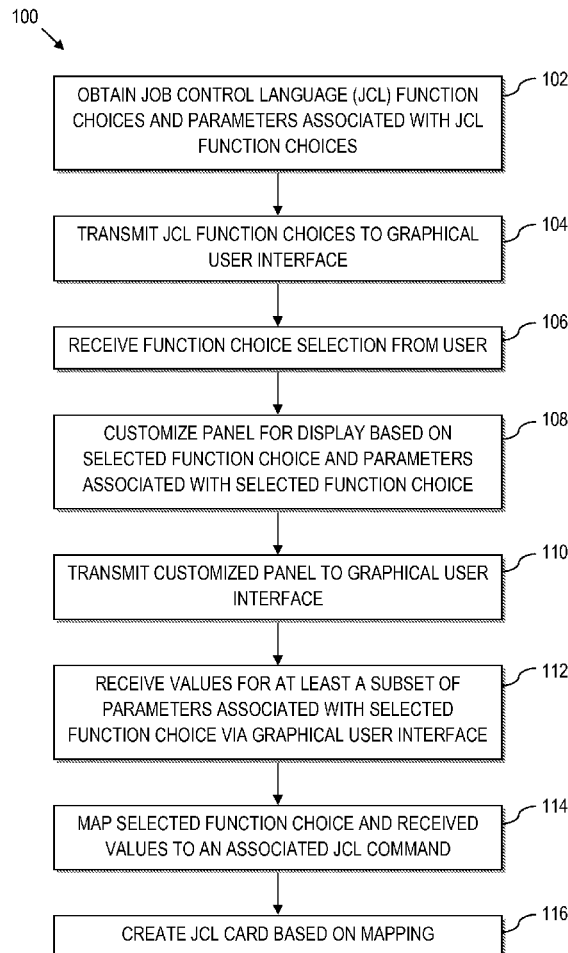 100
OBTAIN JOB CONTROL LANGUAGE (JCL) FUNCTION
CHOICES AND PARAMETERS ASSOCIATED WITH JCL
FUNCTION CHOICES
102
TRANSMIT JCL FUNCTION CHOICES TO GRAPHICAL
USER INTERFACE
104
RECEIVE FUNCTION CHOICE SELECTION FROM USER
106
CUSTOMIZE PANEL FOR DISPLAY BASED ON
SELECTED FUNCTION CHOICE AND PARAMETERS
ASSOCIATED WITH SELECTED FUNCTION CHOICE
108
TRANSMIT CUSTOMIZED PANEL TO GRAPHICAL USER
INTERFACE
110
RECEIVE VALUES FOR AT LEAST A SUBSET OF
PARAMETERS ASSOCIATED WITH SELECTED
FUNCTION CHOICE VIA GRAPHICAL USER INTERFACE
112
MAP SELECTED FUNCTION CHOICE AND RECEIVED
VALUES TO AN ASSOCIATED JCL COMMAND
114
CREATE JCL CARD BASED ON MAPPING
116